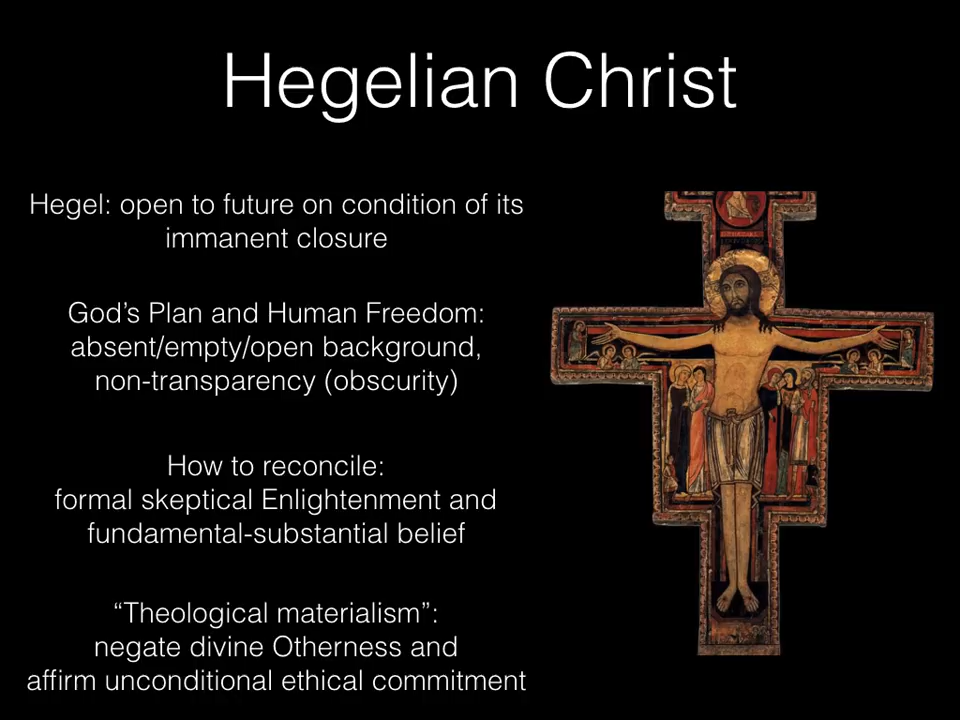 Hegelian Christ
Hegel: open to future on condition of its
immanent closure
God’s Plan and Human Freedom:
absent/empty/open background,
non-transparency (obscurity)
How to reconcile:
formal skeptical Enlightenment and
fundamental-substantial belief
“Theological materialism”:
negate divine Otherness and
affirm unconditional ethical commitment